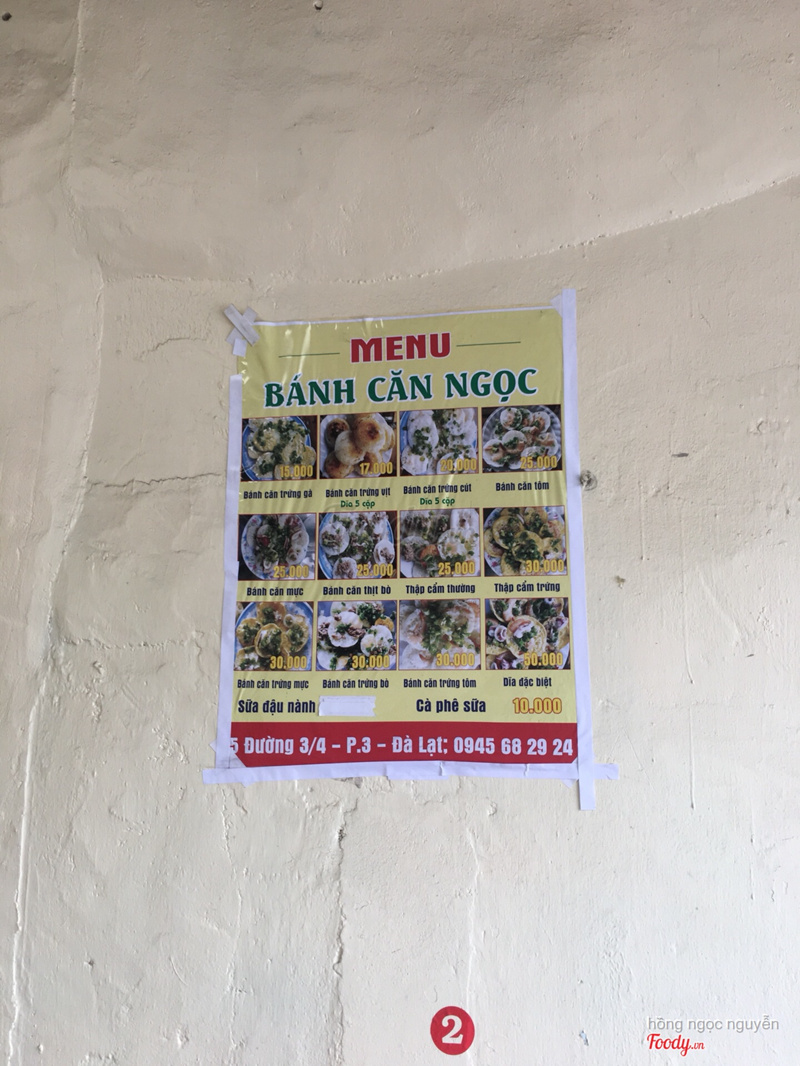 MENU
BÁNH CĂN NGỌC
15.000 17.000 20.000 25.000
Bánh căn trứng gà Bánh căn trứng vịt Bánh căn trứng cút Bánh căn tôm
Dĩa 5 cặp Dĩa 5 cặp
25.000 25.000 25.000 30.000
Bánh căn mực Bánh căn thịt bò Thập cẩm thường Thập cẩm trứng
30.000 30.000 30.000 50.000
Bánh căn trứng mực Bánh căn trứng bò Bánh căn trứng tôm Dĩa đặc biệt
Sữa đậu nành Cà phê sữa 10.000
5 Đường 3/4 - P.3 - Đà Lạt; 0945 68 29 24
2
hồng ngọc nguyễn
Foody.vn